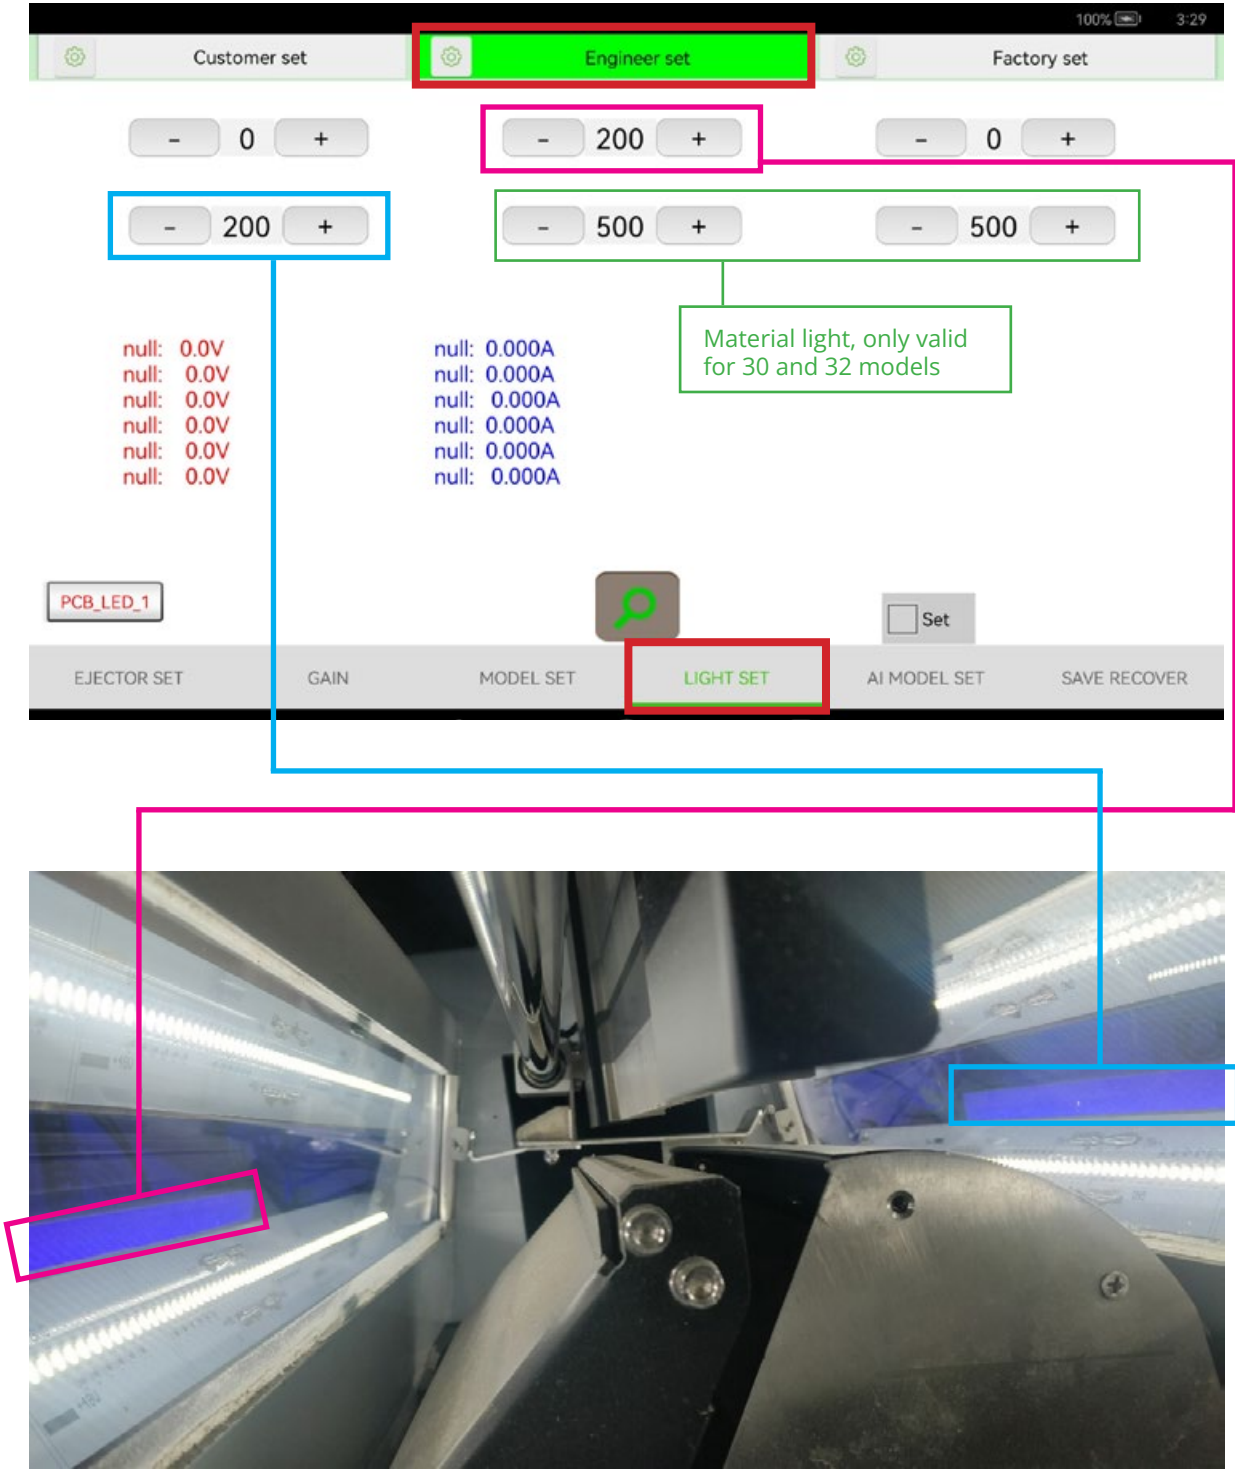 100% 3:29
Customer set Engineer set Factory set
- 0 + - 200 + - 0 +
- 200 + - 500 + - 500 +
Material light, only valid
for 30 and 32 models
null: 0.0V null: 0.000A
null: 0.0V null: 0.000A
null: 0.0V null: 0.000A
null: 0.0V null: 0.000A
null: 0.0V null: 0.000A
null: 0.0V null: 0.000A
PCB_LED_1
Set
EJECTOR SET GAIN MODEL SET LIGHT SET AI MODEL SET SAVE RECOVER